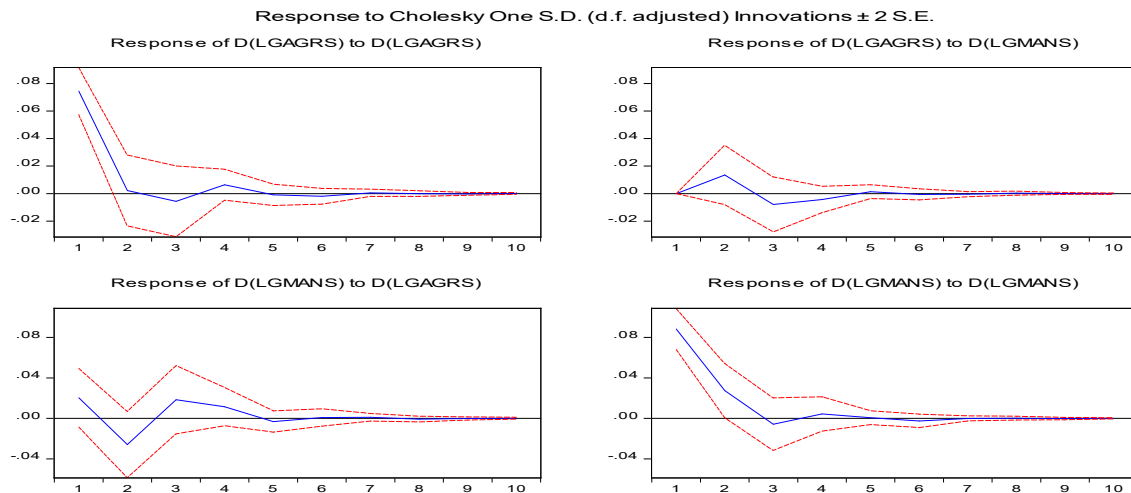 Response to Cholesky One S.D. (d.f. adjusted) Innovations ± 2 S.E.
Response of D(LGAGRS) to D(LGAGRS)
.08
.06
.04
.02
.00
-.02
1 2 3 4 5 6 7 8 9 10
Response of D(LGAGRS) to D(LGMANS)
.08
.06
.04
.02
.00
-.02
1 2 3 4 5 6 7 8 9 10
Response of D(LGMANS) to D(LGAGRS)
.08
.04
.00
-.04
1 2 3 4 5 6 7 8 9 10
Response of D(LGMANS) to D(LGMANS)
.08
.04
.00
-.04
1 2 3 4 5 6 7 8 9 10